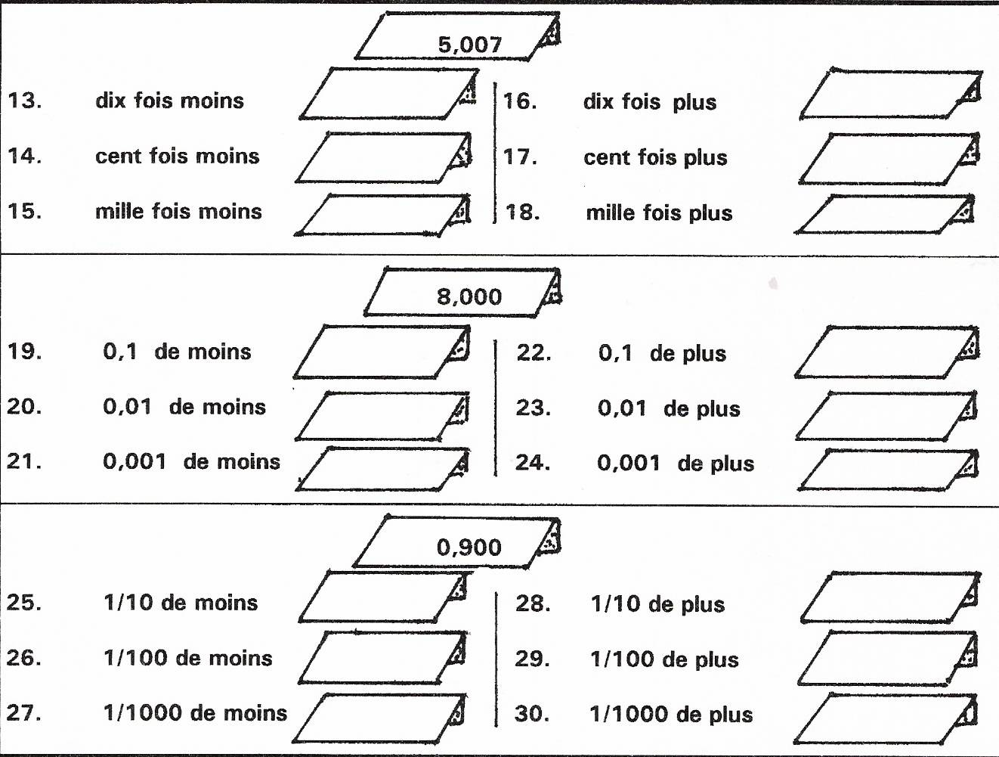 5,007
13. dix fois moins
16. dix fois plus
14. cent fois moins
17. cent fois plus
15. mille fois moins
18. mille fois plus
8,000
19. 0,1 de moins
22. 0,1 de plus
20. 0,01 de moins
23. 0,01 de plus
21. 0,001 de moins
24. 0,001 de plus
0,900
25. 1/10 de moins
28. 1/10 de plus
26. 1/100 de moins
29. 1/100 de plus
27. 1/1000 de moins
30. 1/1000 de plus